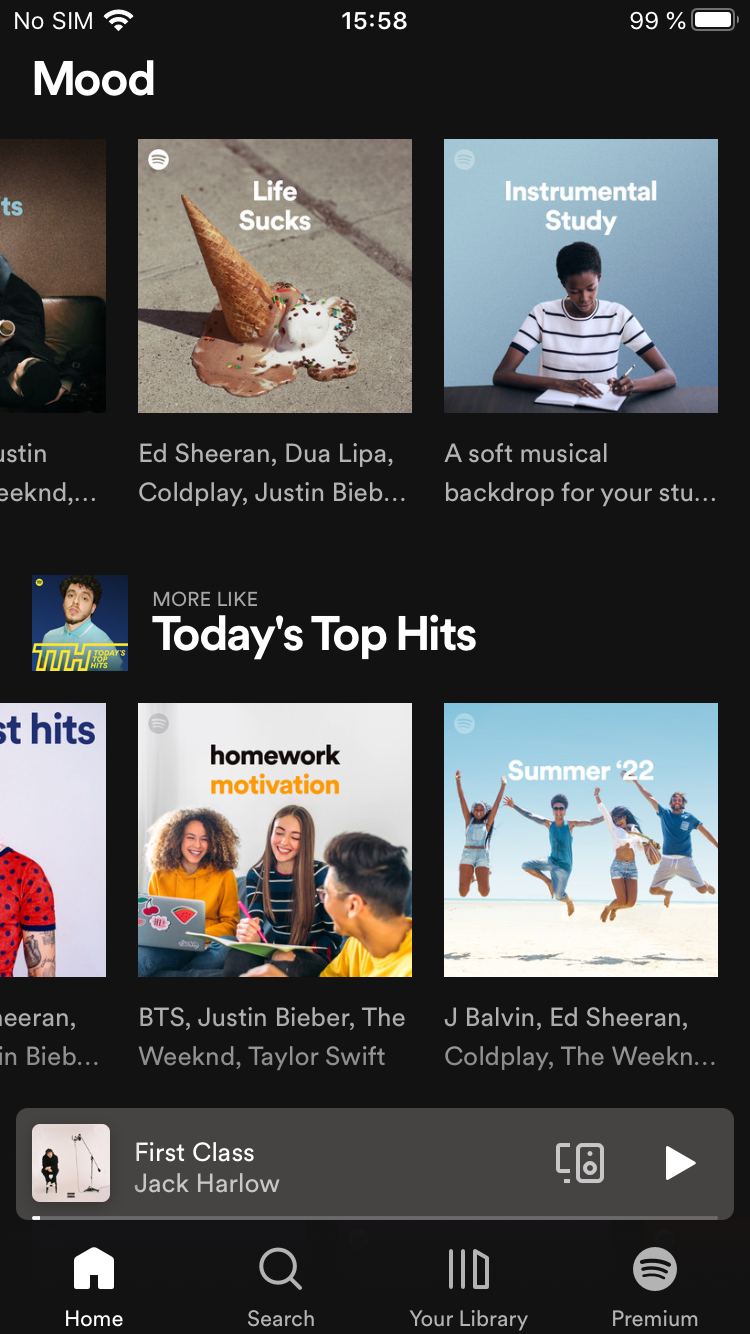 No SIM 15:58 99 %
Mood
ts
Life
Sucks
Instrumental
Study
ustin
eeknd,...
Ed Sheeran, Dua Lipa,
Coldplay, Justin Bieb...
A soft musical
backdrop for your stu...
MORE LIKE
Today's Top Hits
TTH TODAY'S
TOP
HITS
st hits
homework
motivation
Summer ‘22
heeran,
in Bieb...
BTS, Justin Bieber, The
Weeknd, Taylor Swift
J Balvin, Ed Sheeran,
Coldplay, The Weekn...
First Class
Jack Harlow
Home Search Your Library Premium